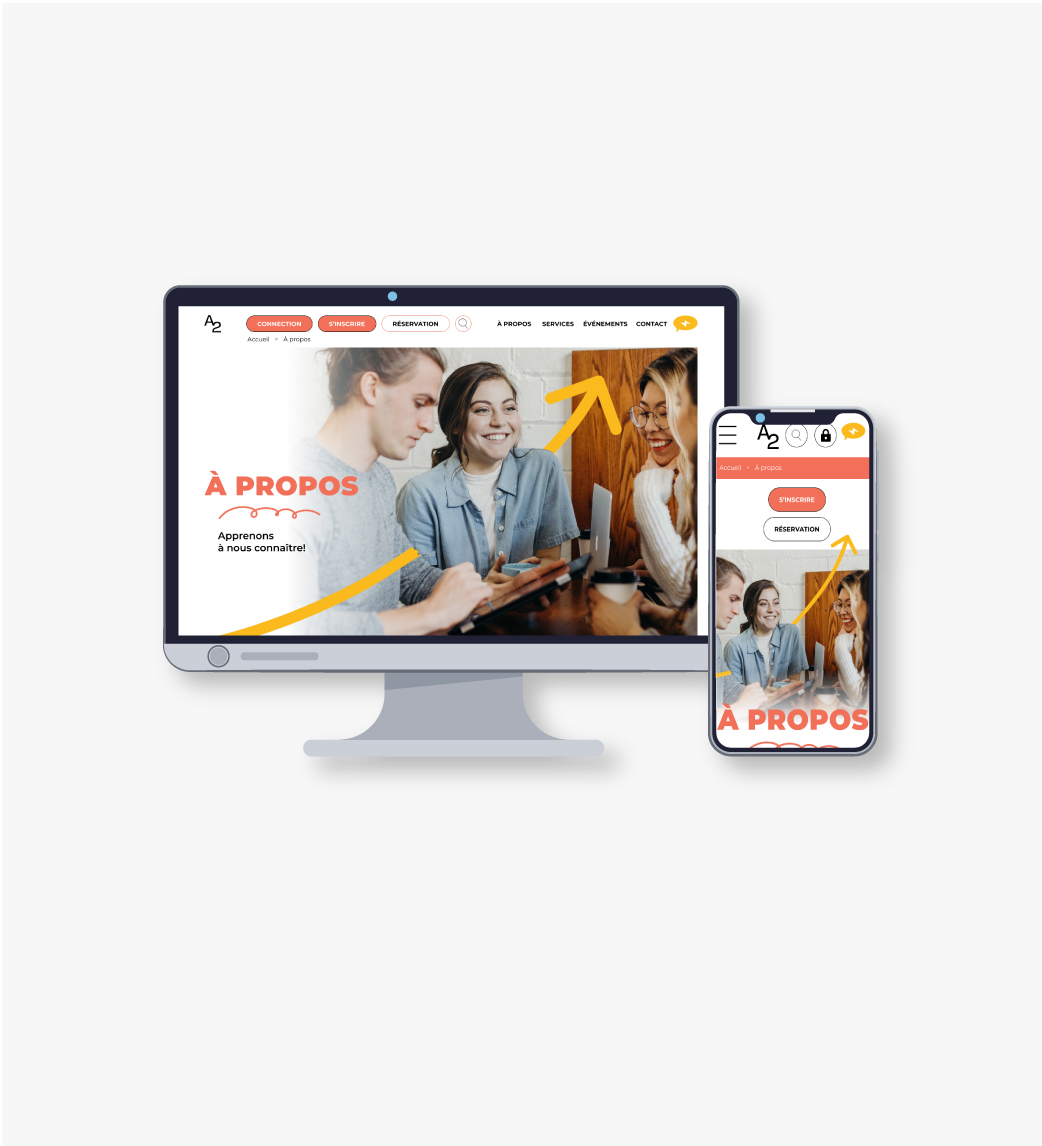 A2 CONNECTION S'INSCRIRE RÉSERVATION À PROPOS SERVICES ÉVÉNEMENTS CONTACT
Accueil > À propos
À PROPOS
Apprenons
à nous connaître!
A2
Accueil > À propos
S'INSCRIRE
RÉSERVATION
À PROPOS